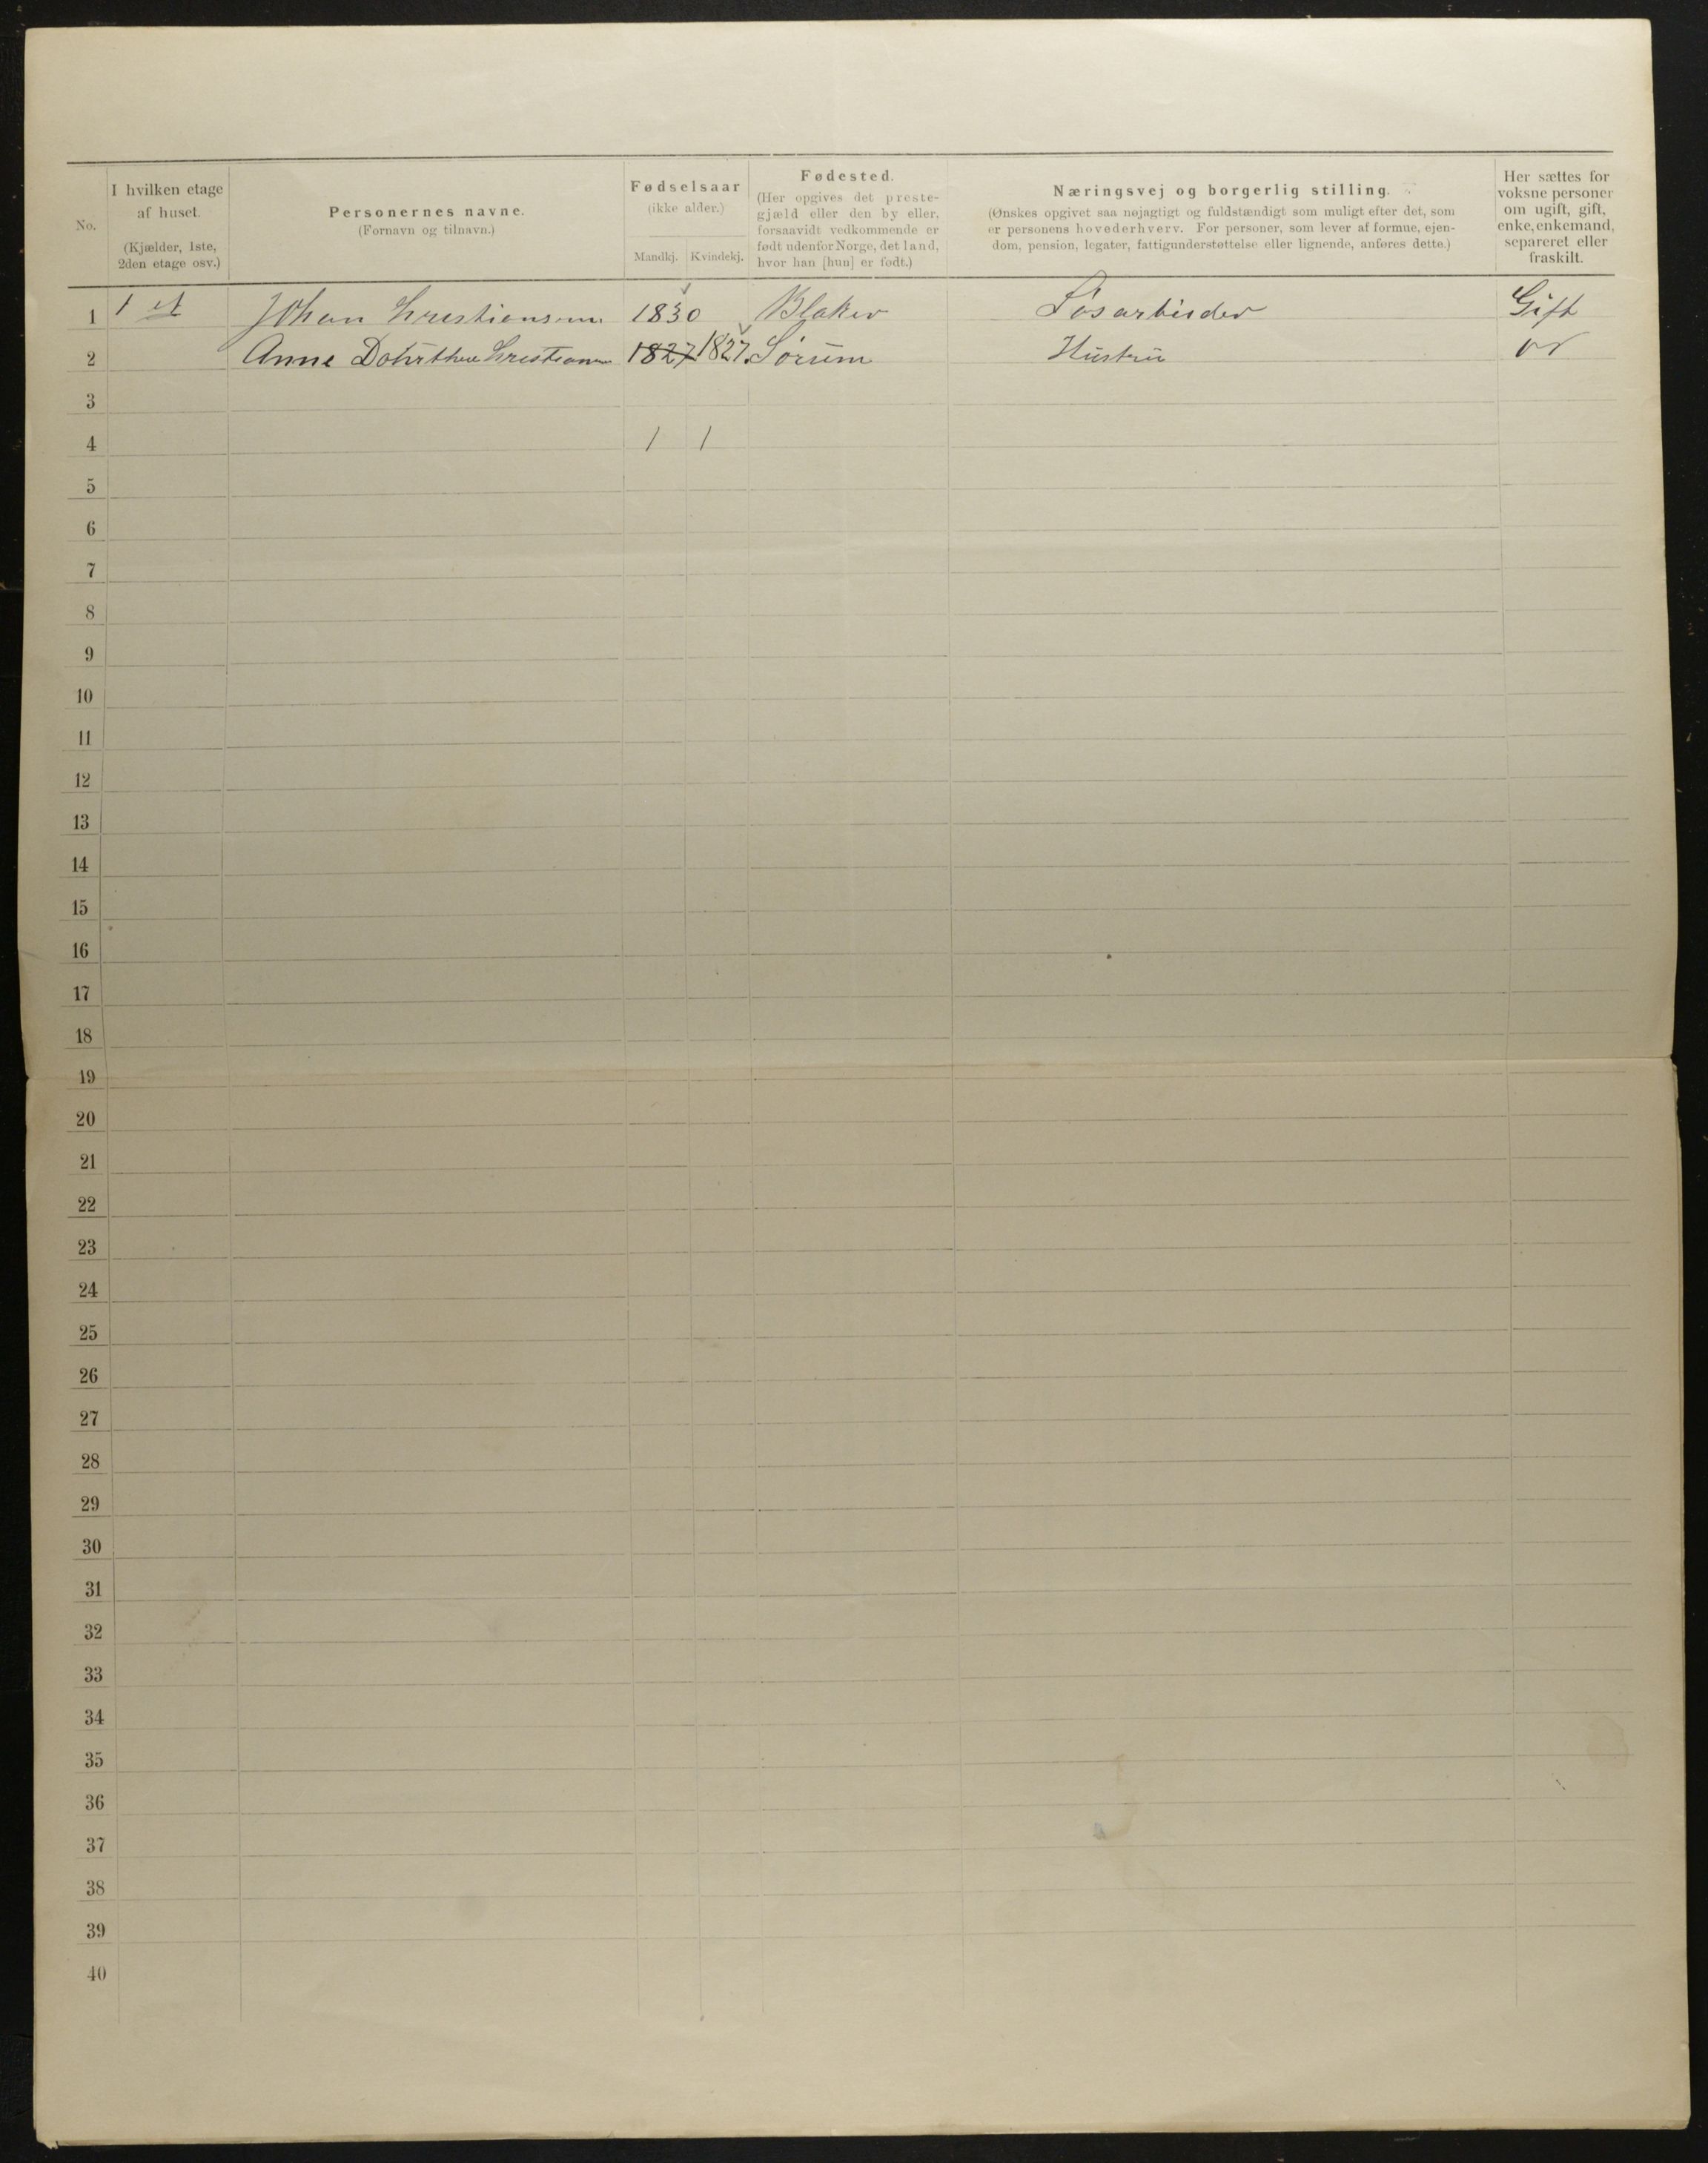 No.
I hvilken etage
af huset.
(Kjælder, 1ste,
2den etage osv.)
Personernes navne.
(Fornavn og tilnavn.)
Fødselsaar
(ikke alder.)
Mandkj. Kvindekj.
Fødested.
(Her opgives det preste-
gjæld eller den by eller,
forsaavidt vedkommende er
født udenfor Norge, det land,
hvor han [hun] er født.)
Næringsvej og borgerlig stilling.
(Ønskes opgivet saa nøjagtigt og fuldstændigt som muligt efter det, som
er personens hovederhverv. For personer, som lever af formue, ejen-
dom, pension, legater, fattigunderstøttelse eller lignende, anføres dette.)
Her sættes for
voksne personer
om ugift, gift,
enke, enkemand,
separeret eller
fraskilt.
1 1 et Johan Kristiansen 1830 Blaker Løsarbeider Gift
2 Anne 1827 1827. Sørum Hustru
3
4 1 1
5
6
7
8
9
10
11
12
13
14
15
16
17
18
19
20
21
22
23
24
25
26
27
28
29
30
31
32
33
34
35
36
37
38
39
40